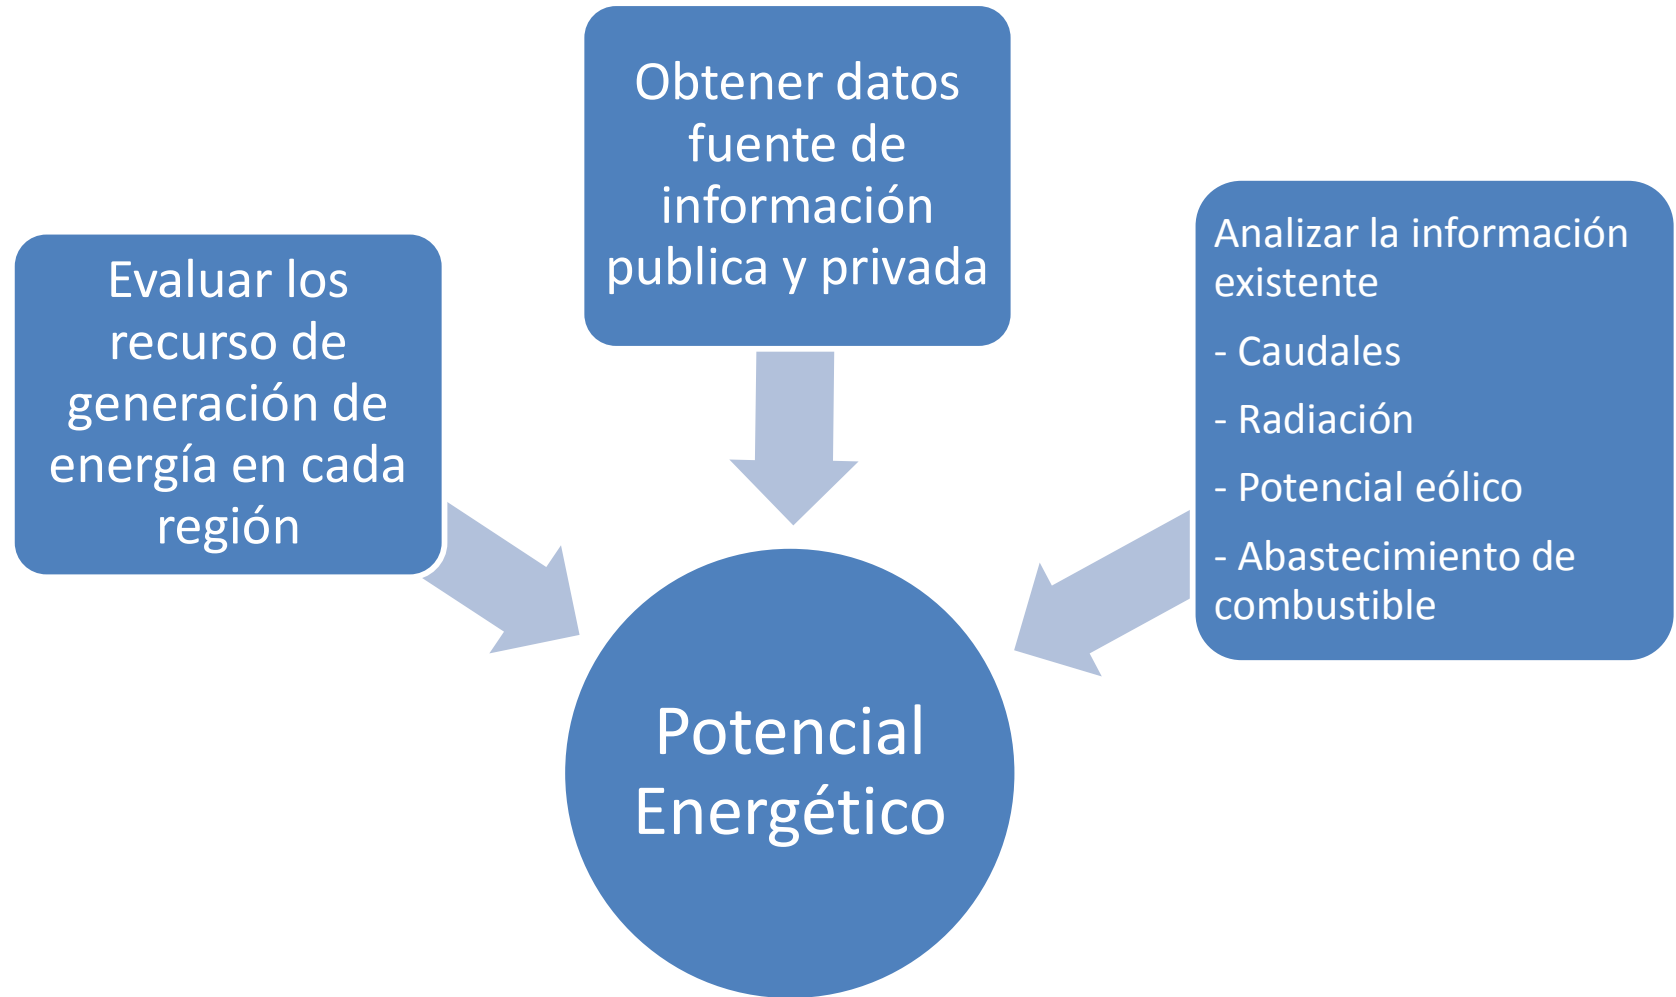 Evaluar los
recurso de
generación de
energía en cada
región
Obtener datos
fuente de
información
publica y privada
Analizar la información
existente
- Caudales
- Radiación
- Potencial eólico
- Abastecimiento de
combustible
Potencial
Energético